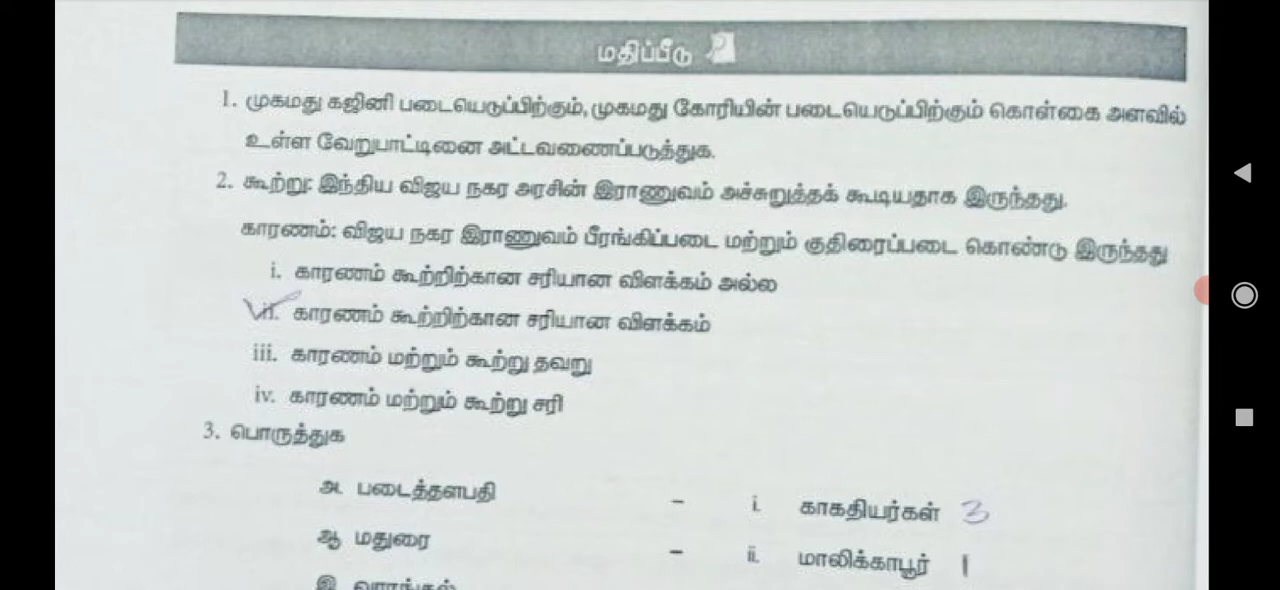 மதிப்பீடு
1. முகமது கஜினி படையெடுப்பிற்கும், முகமது கோரியின் படையெடுப்பிற்கும் கொள்கை அளவில்
உள்ள வேறுபாட்டினை அட்டவணைப்படுத்துக.
2. கூற்று: இந்திய விஜய நகர அரசின் இராணுவம் அச்சுறுத்தக் கூடியதாக இருந்தது.
காரணம்: விஜய நகர இராணுவம் பீரங்கிப்படை மற்றும் குதிரைப்படை கொண்டு இருந்தது
i. காரணம் கூற்றிற்கான சரியான விளக்கம் அல்ல
ii. காரணம் கூற்றிற்கான சரியான விளக்கம்
iii. காரணம் மற்றும் கூற்று தவறு
iv. காரணம் மற்றும் கூற்று சரி
3. பொருத்துக
அ. படைத்தளபதி – i. காகதியர்கள் 3
ஆ மதுரை – ii. மாலிக்காபூர் 1